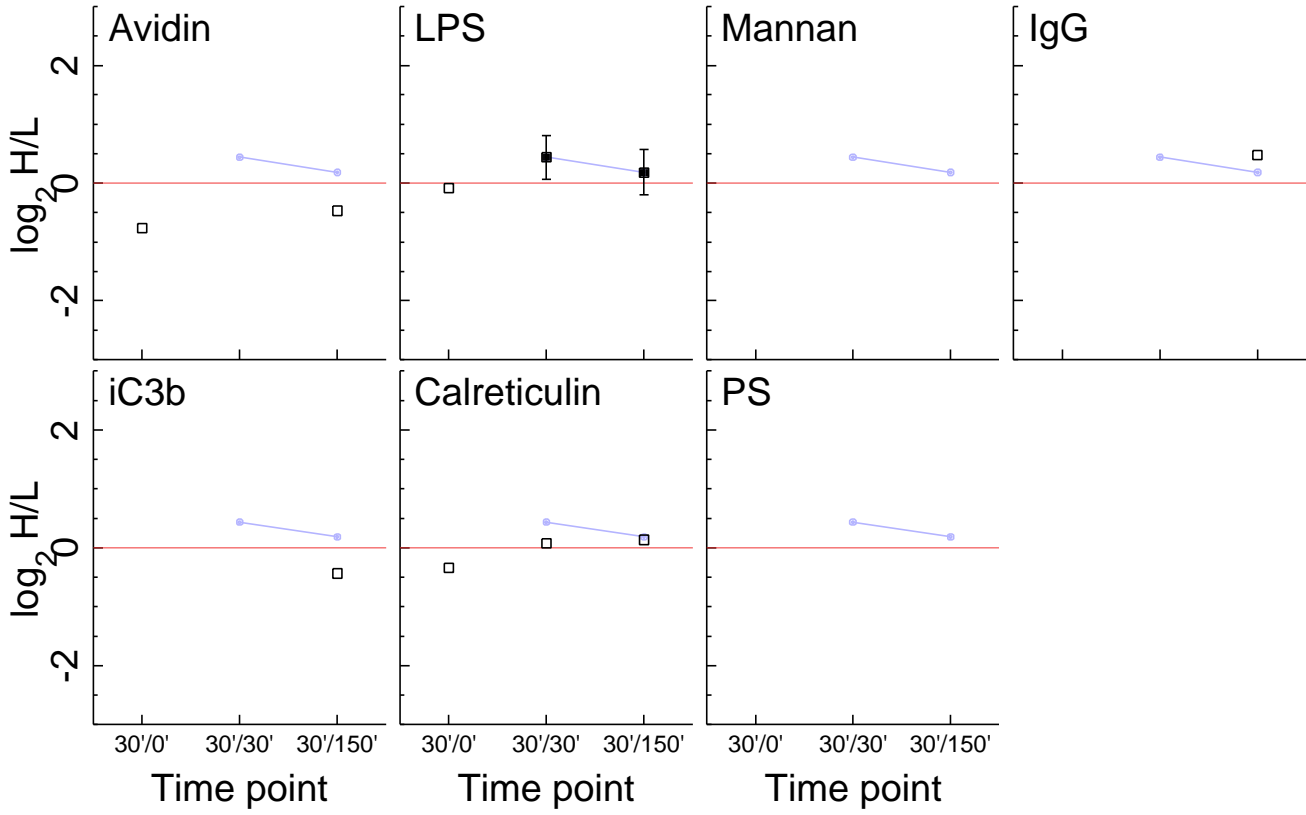 Avidin LPS Mannan IgG
2
0
-2
log2 H/L
iC3b Calreticulin PS
2
0
-2
log2 H/L
30'/0' 30'/30' 30'/150' 30'/0' 30'/30' 30'/150' 30'/0' 30'/30' 30'/150'
Time point Time point Time point